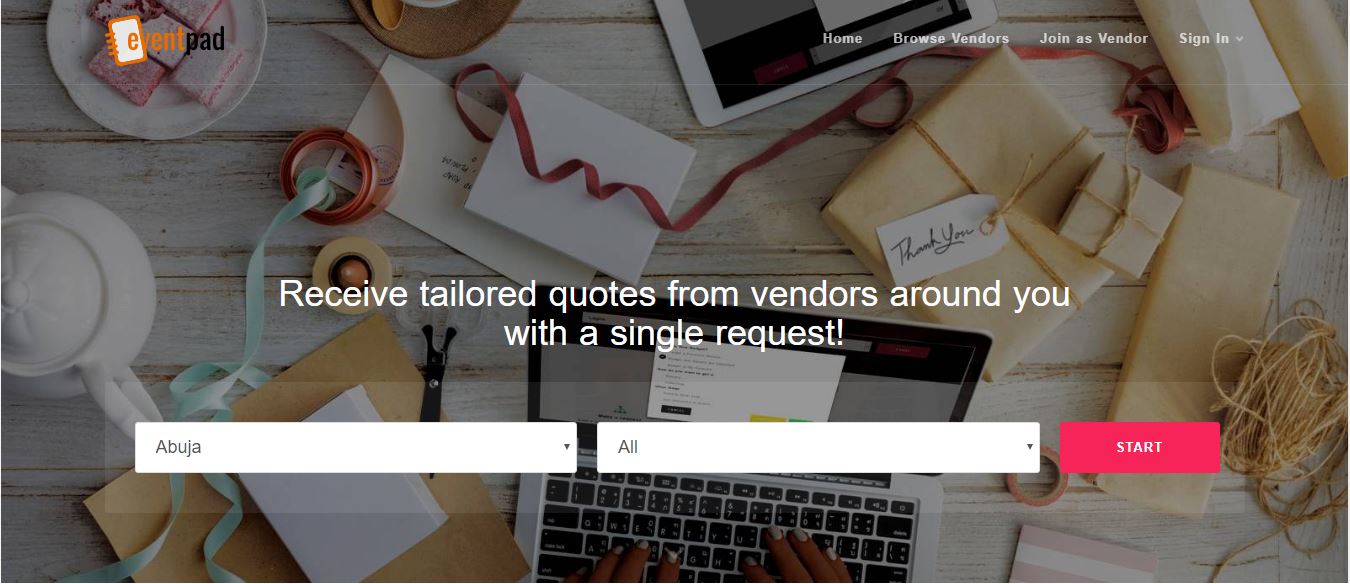 eventpad
Home
Browse Vendors
Join as Vendor
Sign In
Thank You
Receive tailored quotes from vendors around you
with a single request!
Abuja
All
START